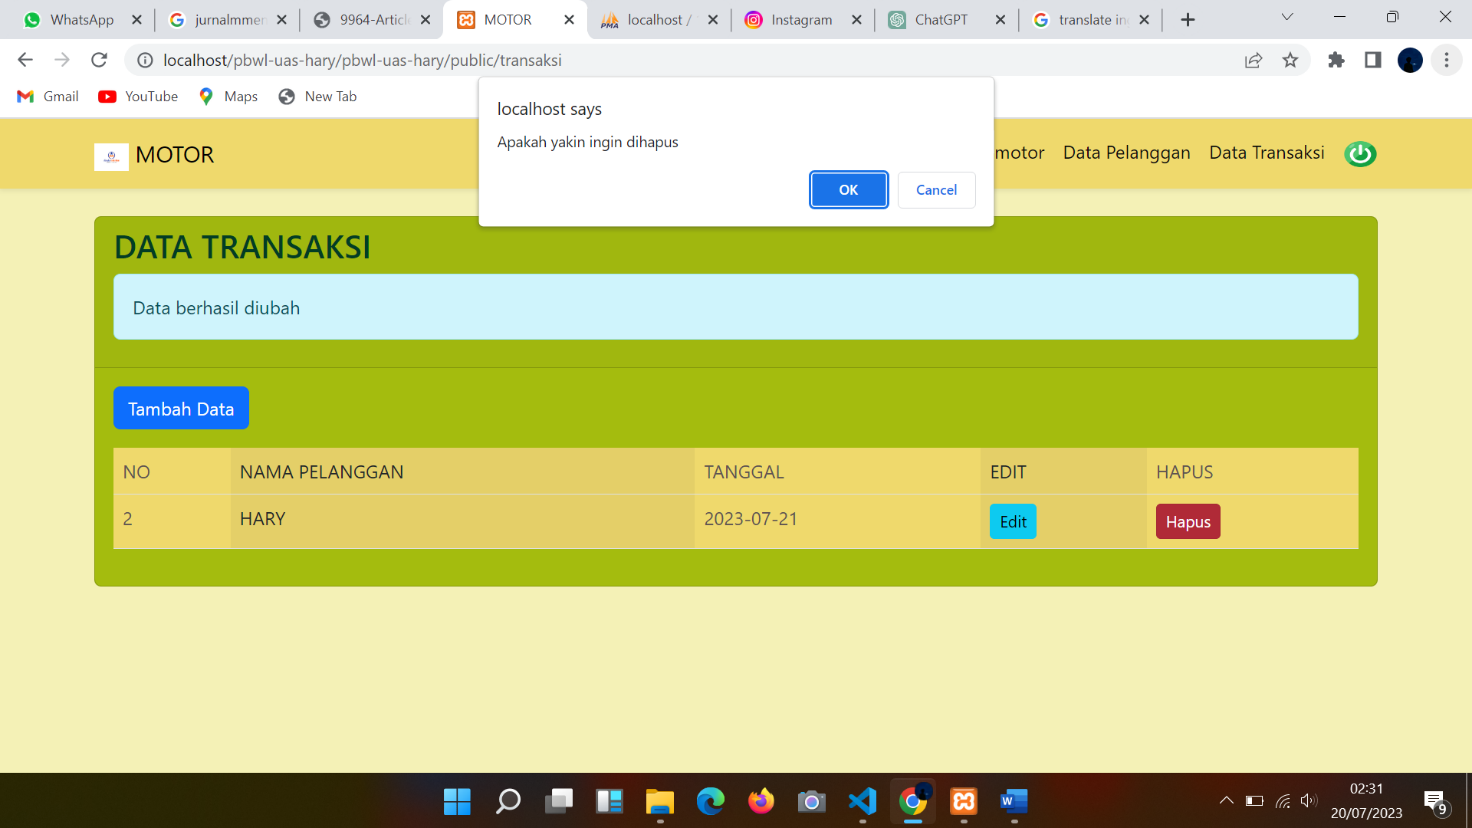 WhatsApp
jurnalmmer
9964-Article
MOTOR
localhost /
Instagram
ChatGPT
translate in
localhost/pbwl-uas-hary/pbwl-uas-hary/public/transaksi
Gmail YouTube Maps New Tab
localhost says
Apakah yakin ingin dihapus
OK Cancel
MOTOR
motor Data Pelanggan Data Transaksi
DATA TRANSAKSI
Data berhasil diubah
Tambah Data
NO NAMA PELANGGAN TANGGAL EDIT HAPUS
2 HARY 2023-07-21 Edit Hapus
02:31
20/07/2023
9